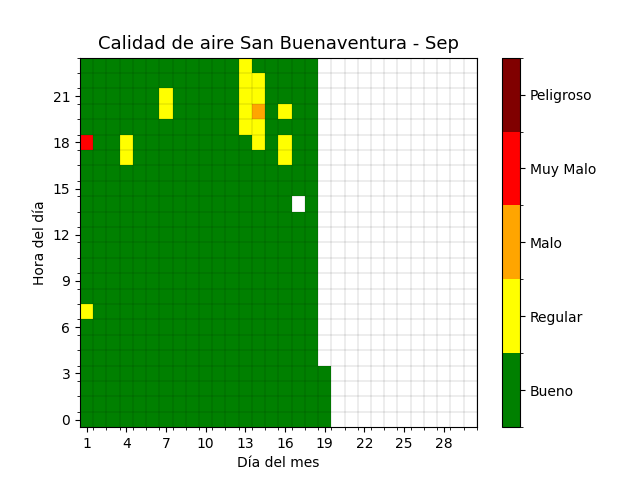 Calidad de aire San Buenaventura - Sep
Hora del día
21
18
15
12
9
6
3
0
1 4 7 10 13 16 19 22 25 28
Día del mes
Peligroso
Muy Malo
Malo
Regular
Bueno